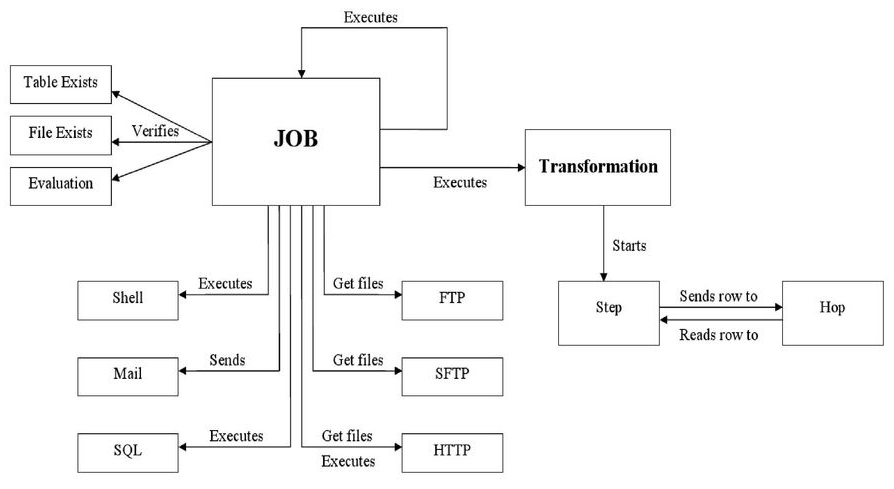 Executes
Table Exists
File Exists
Verifies
Evaluation
JOB
Transformation
Executes
Starts
Shell
Executes
Get files
FTP
Step
Sends row to
Reads row to
Hop
Mail
Sends
Get files
SFTP
SQL
Executes
Get files
Executes
HTTP